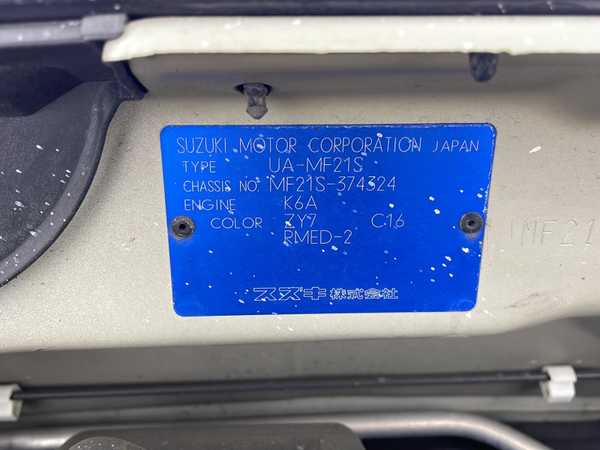 SUZUKI MOTOR CORPORATION JAPAN
TYPE UA-MF21S
CHASSIS NO. MF21S-374324
ENGINE K6A
COLOR ZY7 C16
RMED-2
スズキ株式会社
MF21